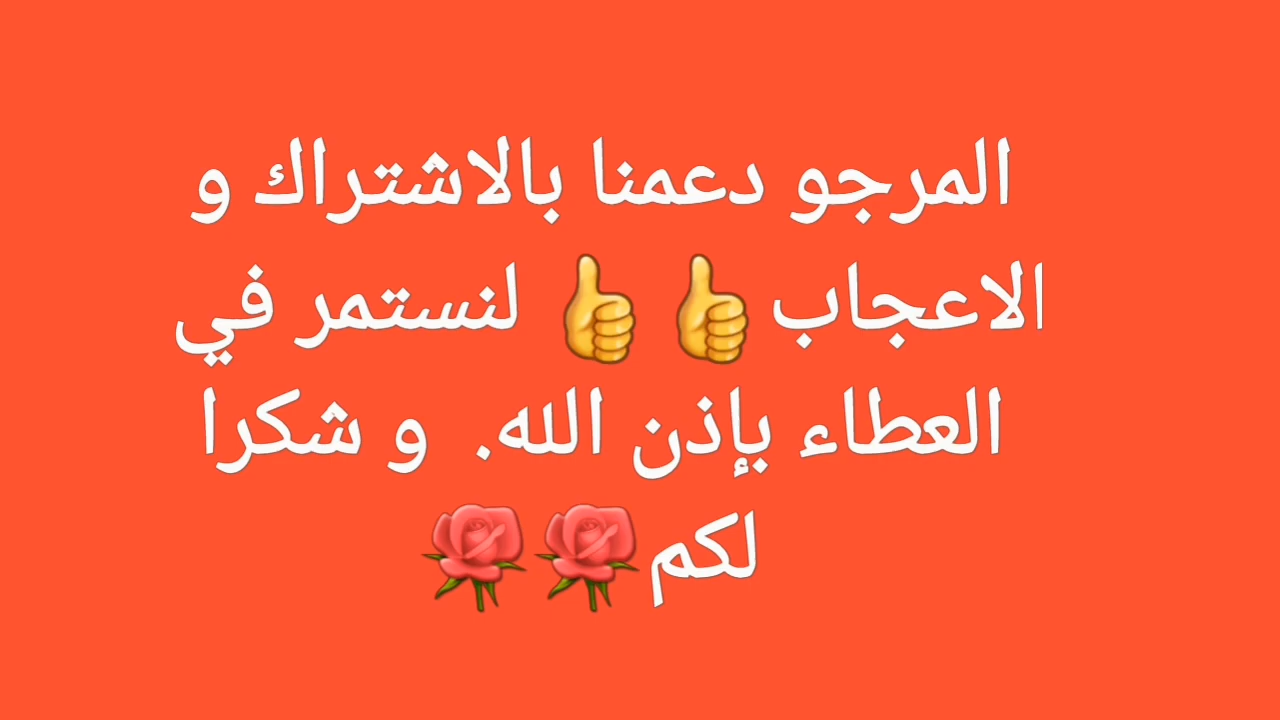 المرجو دعمنا بالاشتراك و
الاعجاب👍👍 لنستمر في
العطاء بإذن الله. و شكرا
لكم🌹🌹